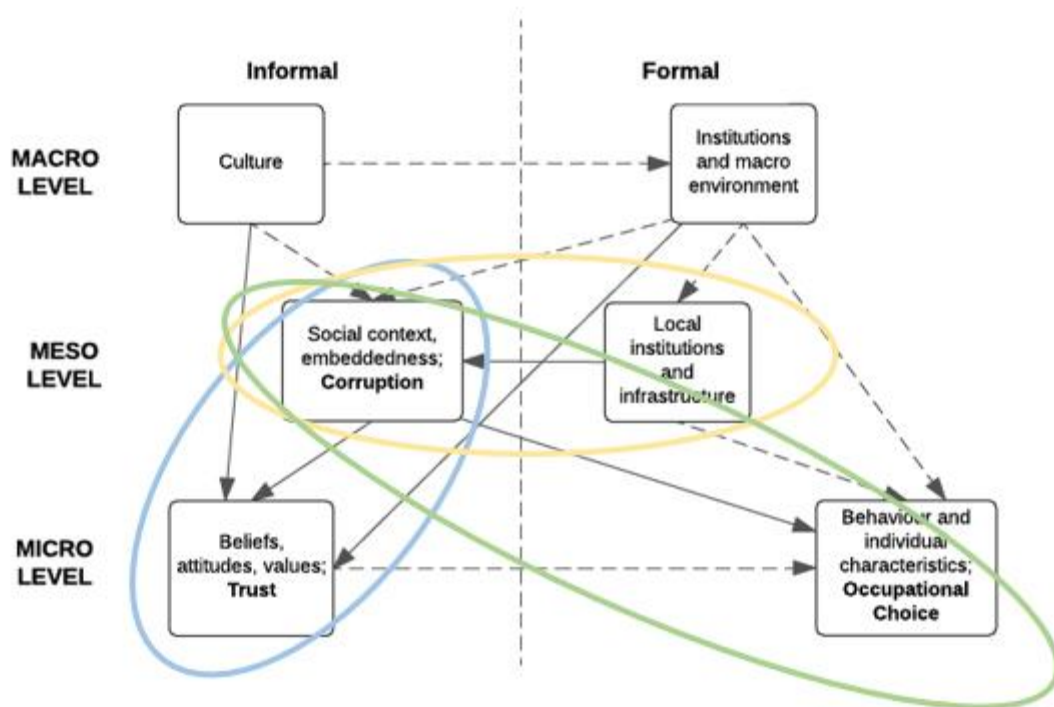 Informal
Formal
MACRO
LEVEL
Culture
Institutions
and macro
environment
MESO
LEVEL
Social context,
embeddedness;
Corruption
Local
institutions
and
infrastructure
MICRO
LEVEL
Beliefs,
attitudes, values;
Trust
Behaviour and
individual
characteristics;
Occupational
Choice